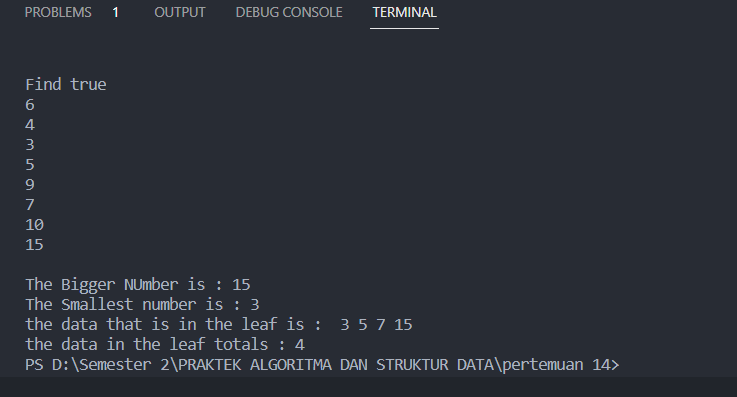 PROBLEMS 1 OUTPUT DEBUG CONSOLE TERMINAL
Find true
6
4
3
5
9
7
10
15
The Bigger NUmber is : 15
The Smallest number is : 3
the data that is in the leaf is :  3 5 7 15
the data in the leaf totals : 4
PS D:\Semester 2\PRAKTEK ALGORITMA DAN STRUKTUR DATA\pertemuan 14>